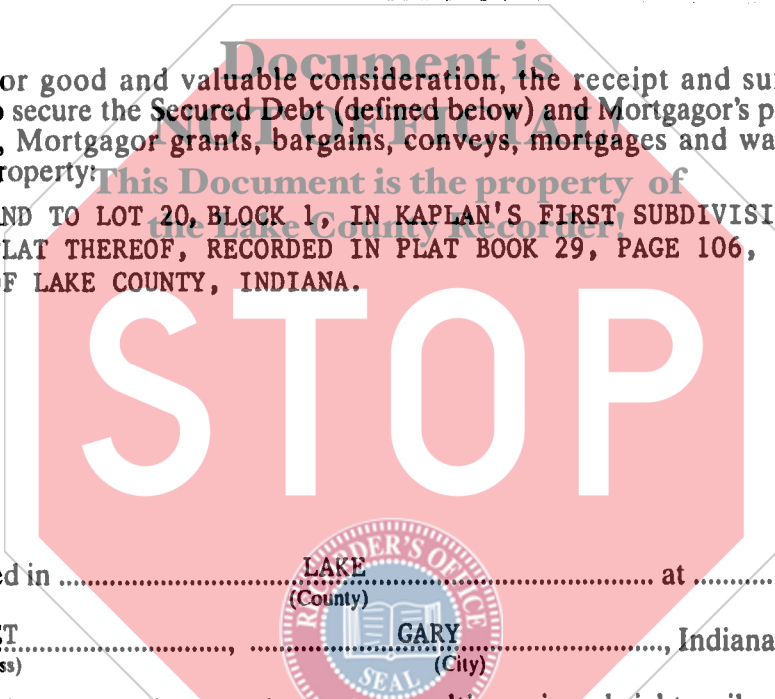 Document is
or good and valuable consideration, the receipt and su
secure the Secured Debt (defined below) and Mortgagor's p
NOT OFFICIAL
, Mortgagor grants, bargains, conveys, mortgages and wa
roperty:
This Document is the property of
ND TO LOT 20, BLOCK 1, IN KAPLAN'S FIRST SUBDIVISI
the Lake County Recorder!
LAT THEREOF, RECORDED IN PLAT BOOK 29, PAGE 106,
F LAKE COUNTY, INDIANA.
STOP
ed in LAKE at
(County)
RECORDER'S OFFICE
T , GARY , Indiana
ss) (City)
SEAL